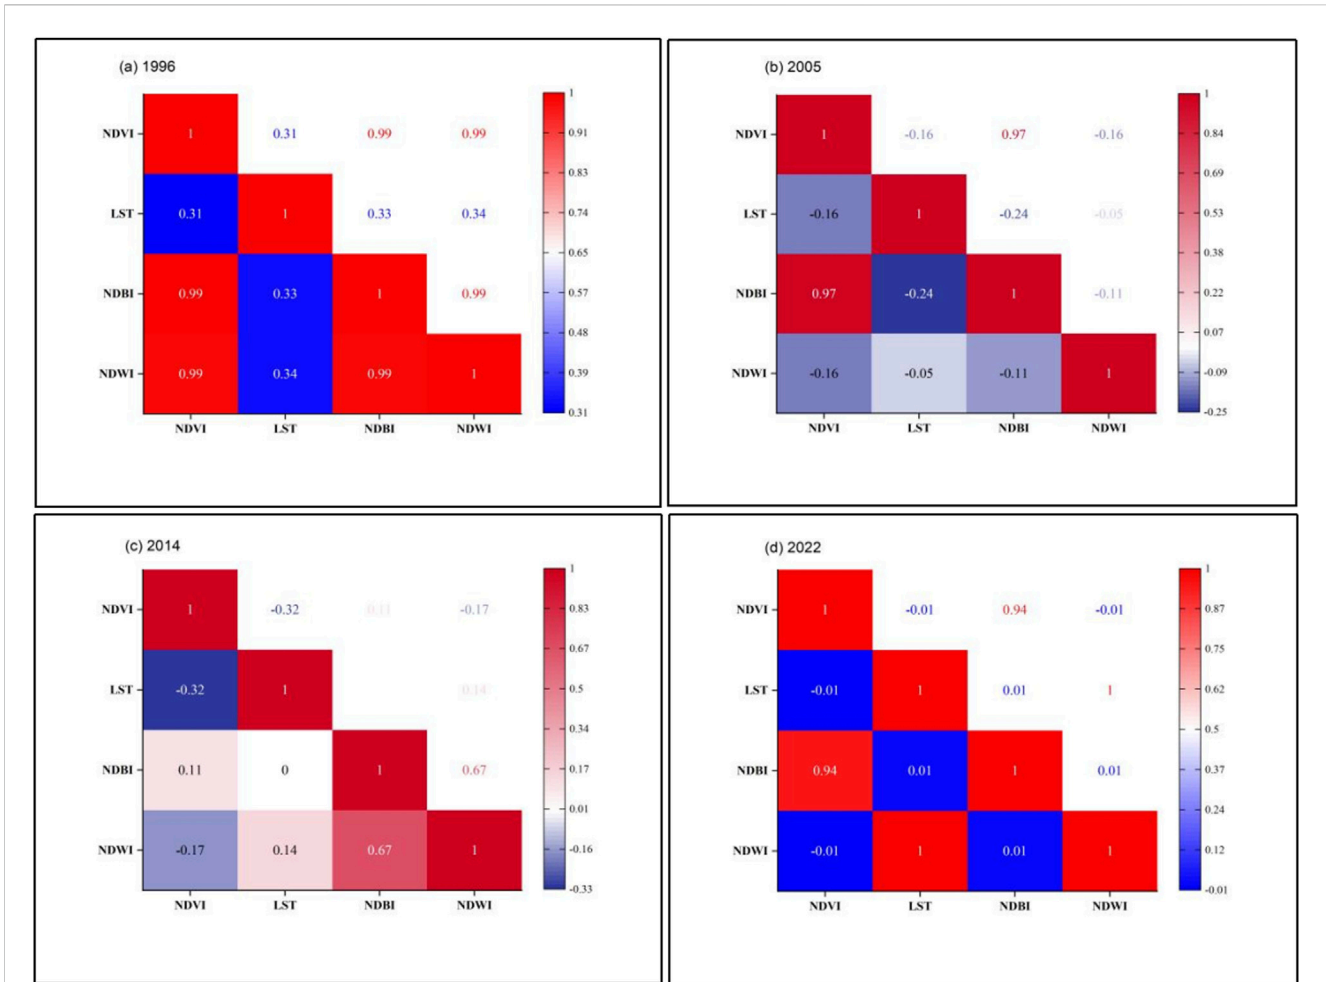 (a) 1996
NDVI 1 0.31 0.99 0.99
LST 0.31 1 0.33 0.34
NDBI 0.99 0.33 1 0.99
NDWI 0.99 0.34 0.99 1
NDVI LST NDBI NDWI
1
0.91
0.83
0.74
0.65
0.57
0.48
0.39
0.31
(b) 2005
NDVI 1 -0.16 0.97 -0.16
LST -0.16 1 -0.24 -0.05
NDBI 0.97 -0.24 1 -0.11
NDWI -0.16 -0.05 -0.11 1
NDVI LST NDBI NDWI
1
0.84
0.69
0.53
0.38
0.22
0.07
-0.09
-0.25
(c) 2014
NDVI 1 -0.32 0.11 -0.17
LST -0.32 1 0.14
NDBI 0.11 0 1 0.67
NDWI -0.17 0.14 0.67 1
NDVI LST NDBI NDWI
1
0.83
0.67
0.5
0.34
0.17
0.01
-0.16
-0.33
(d) 2022
NDVI 1 -0.01 0.94 -0.01
LST -0.01 1 0.01 1
NDBI 0.94 0.01 1 0.01
NDWI -0.01 1 0.01 1
NDVI LST NDBI NDWI
1
0.87
0.75
0.62
0.5
0.37
0.24
0.12
-0.01